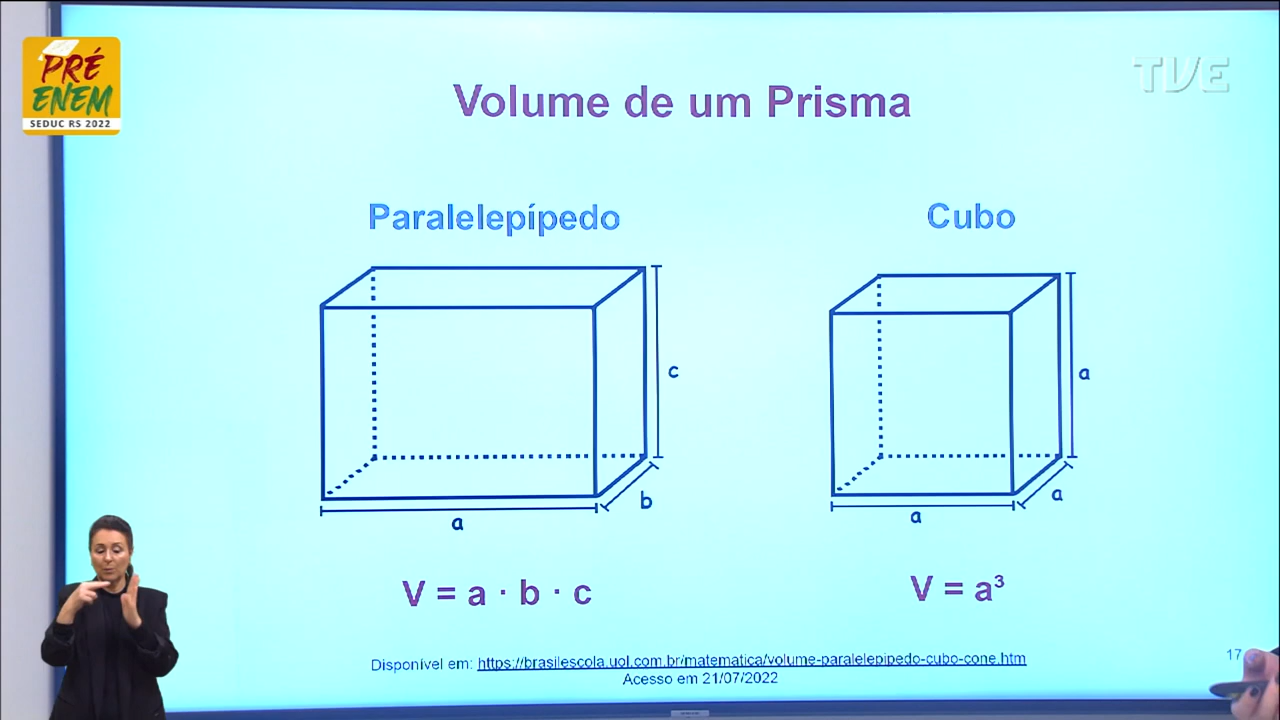 PRÉ
ENEM
SEDUC RS 2022
TVE
Volume de um Prisma
Paralelepípedo
Cubo
c
a
b
a
a
a
V = a · b · c
V = a³
Disponível em: https://brasilescola.uol.com.br/matematica/volume-paralelepipedo-cubo-cone.htm
Acesso em 21/07/2022
17